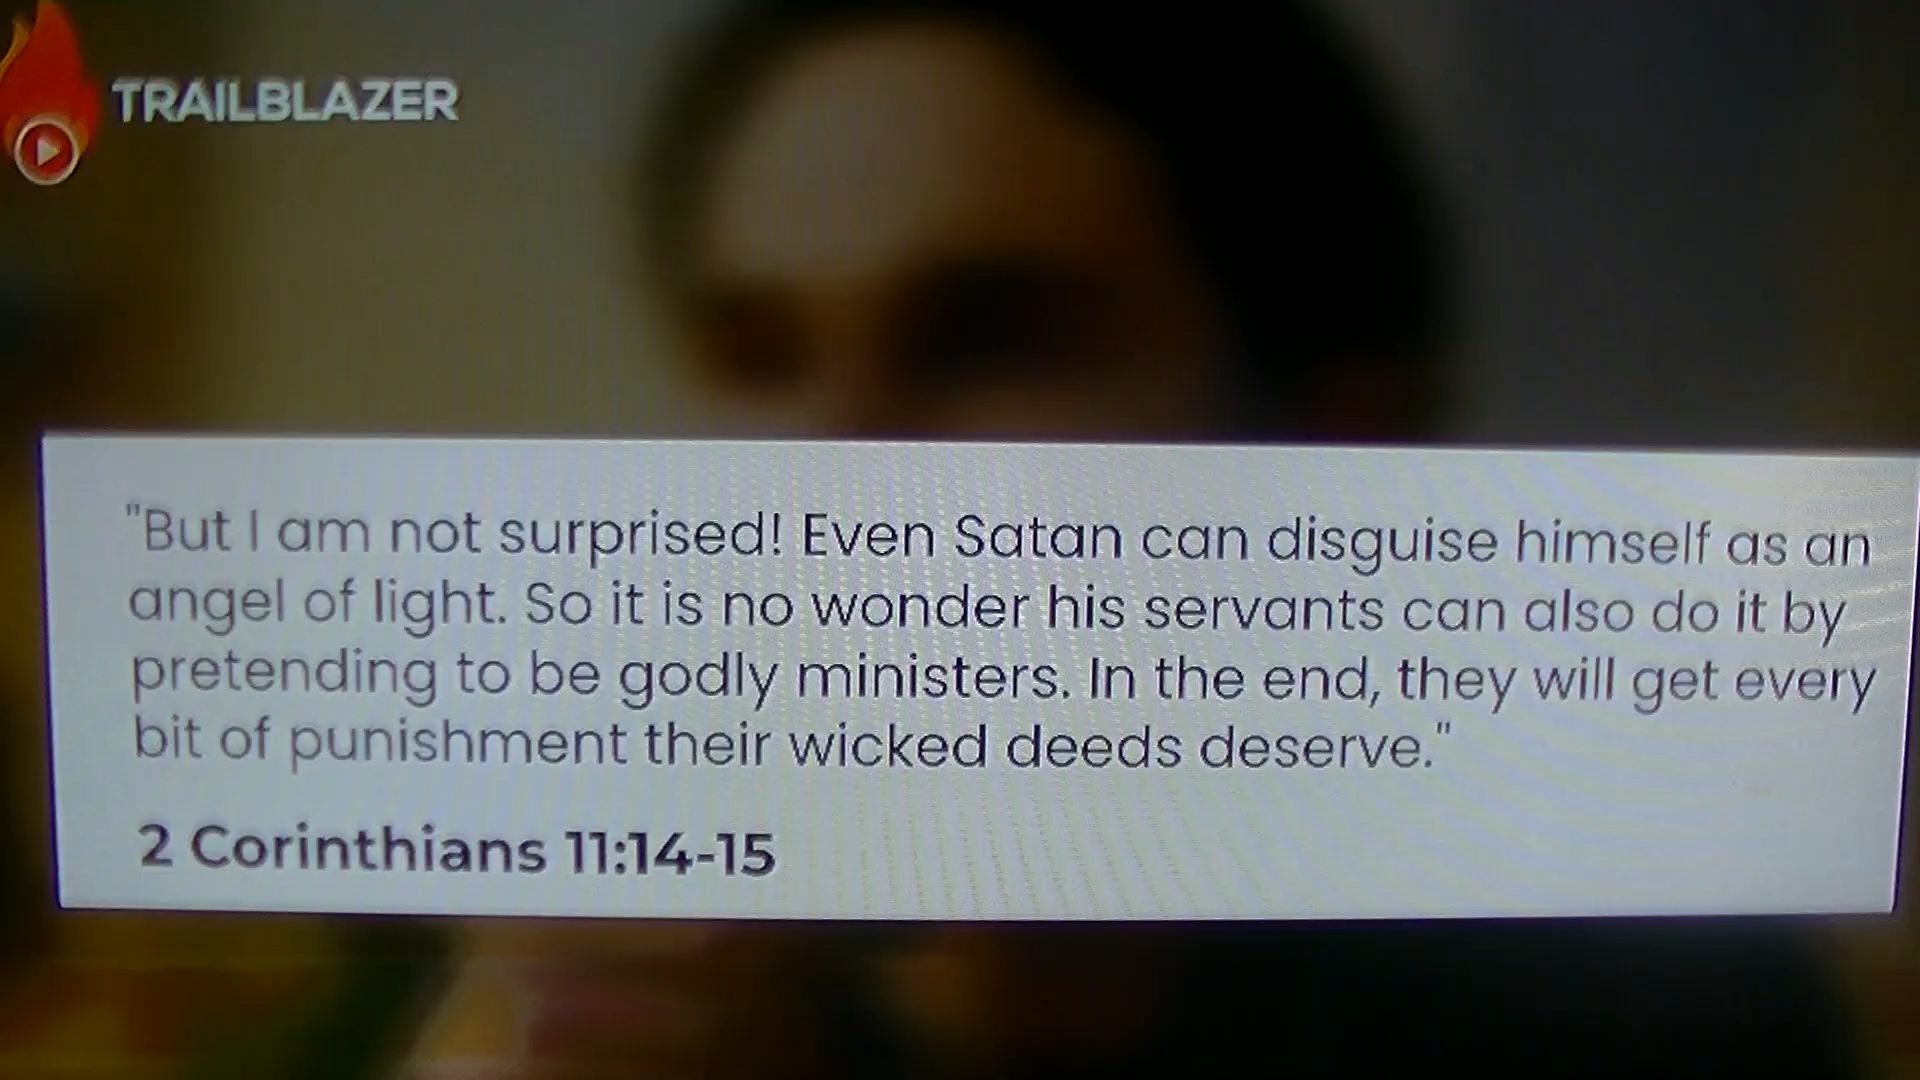 TRAILBLAZER
"But I am not surprised! Even Satan can disguise himself as an
angel of light. So it is no wonder his servants can also do it by
pretending to be godly ministers. In the end, they will get every
bit of punishment their wicked deeds deserve."
2 Corinthians 11:14-15